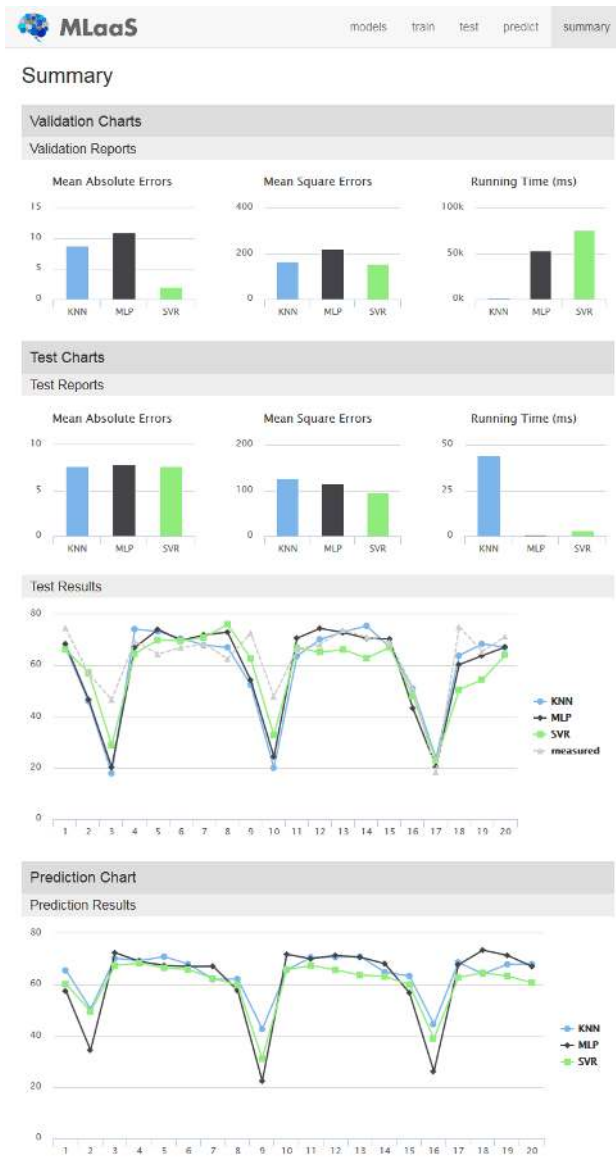 MLaaS
models train test predict summary
Summary
Validation Charts
Validation Reports
Mean Absolute Errors Mean Square Errors Running Time (ms)
15 400 100k
10
5 200 50k
0 0 0k
KNN MLP SVR KNN MLP SVR KNN MLP SVR
Test Charts
Test Reports
Mean Absolute Errors Mean Square Errors Running Time (ms)
10 200 50
5 100 25
0 0 0
KNN MLP SVR KNN MLP SVR KNN MLP SVR
Test Results
80
60
40
20
0
KNN
MLP
SVR
measured
1 2 3 4 5 6 7 8 9 10 11 12 13 14 15 16 17 18 19 20
Prediction Chart
Prediction Results
80
60
40
20
0
KNN
MLP
SVR
1 2 3 4 5 6 7 8 9 10 11 12 13 14 15 16 17 18 19 20